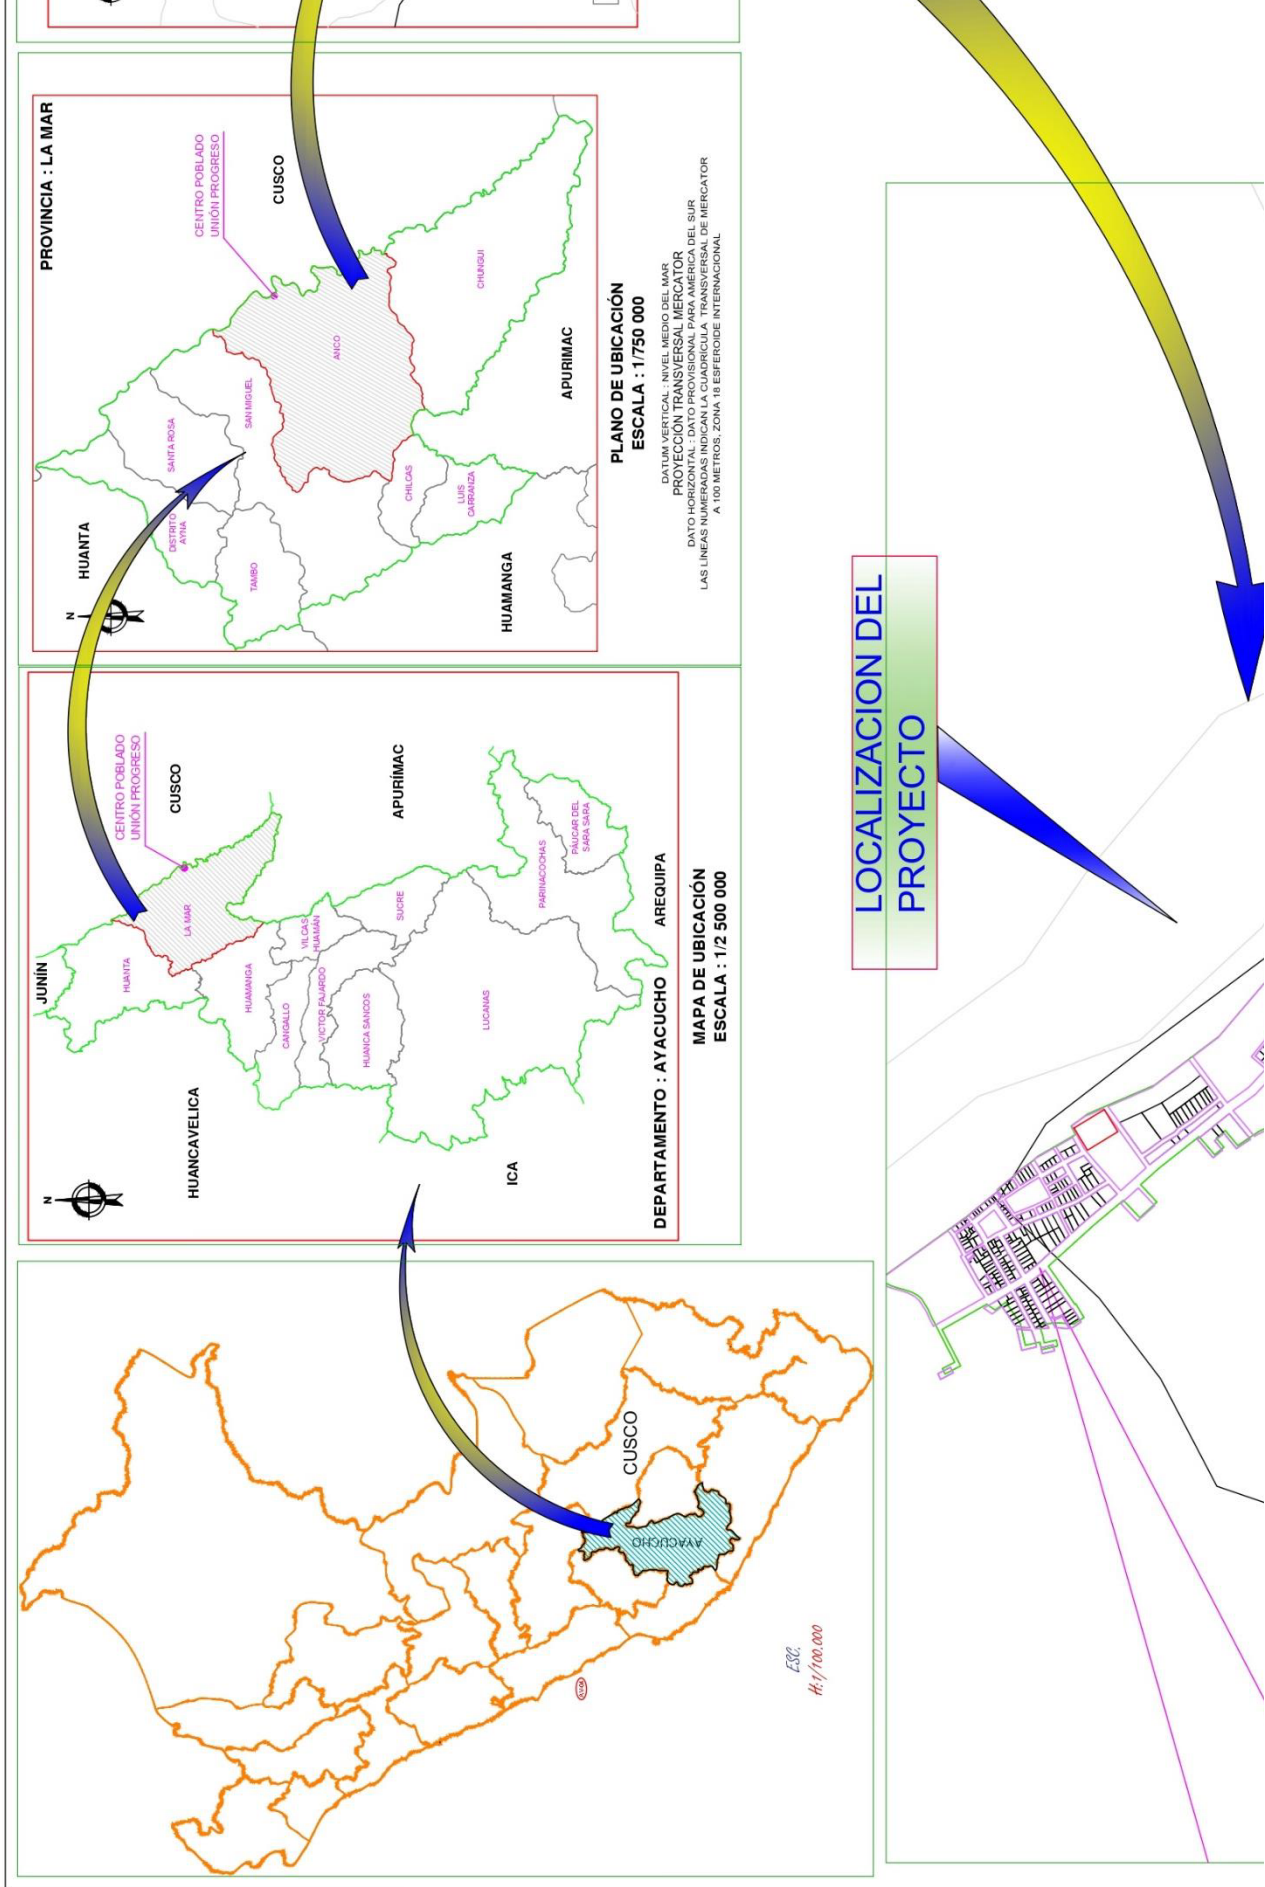 PROVINCIA : LA MAR
CENTRO POBLADO
UNIÓN PROGRESO
CUSCO
HUANTA
N
SANTA ROSA
SAN MIGUEL
DISTRITO
AYNA
TAMBO
ANCO
CHUNGUI
CHILCAS
LUIS
CARRANZA
HUAMANGA
APURIMAC
PLANO DE UBICACIÓN
ESCALA : 1/750 000
DATUM VERTICAL : NIVEL MEDIO DEL MAR
PROYECCIÓN TRANSVERSAL MERCATOR
DATO HORIZONTAL : DATO PROVISIONAL PARA AMÉRICA DEL SUR
LAS LÍNEAS NUMERADAS INDICAN LA CUADRÍCULA TRANSVERSAL DE MERCATOR
A 100 METROS, ZONA 18 ESFEROIDE INTERNACIONAL
JUNÍN
CENTRO POBLADO
UNIÓN PROGRESO
CUSCO
N
HUANTA
LA MAR
HUANCAVELICA
HUAMANGA
CANGALLO
VILCAS
HUAMÁN
VICTOR FAJARDO
HUANCA SANCOS
SUCRE
APURÍMAC
LUCANAS
PARINACOCHAS
PÁUCAR DEL
SARA SARA
ICA
AREQUIPA
DEPARTAMENTO : AYACUCHO
MAPA DE UBICACIÓN
ESCALA : 1/2 500 000
CUSCO
AYACUCHO
ESC.
H:1/100.000
LOCALIZACION DEL
PROYECTO